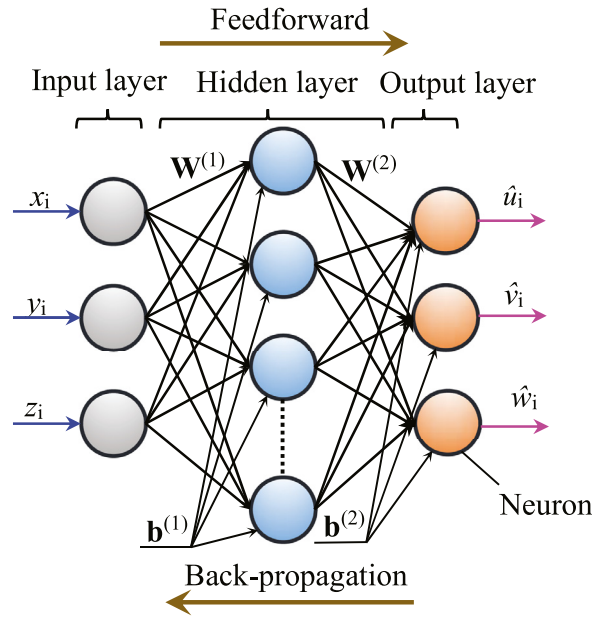 Feedforward
Input layer Hidden layer Output layer
W(1) W(2)
xi ûi
yi v̂i
zi ŵi
Neuron
b(1) b(2)
Back-propagation